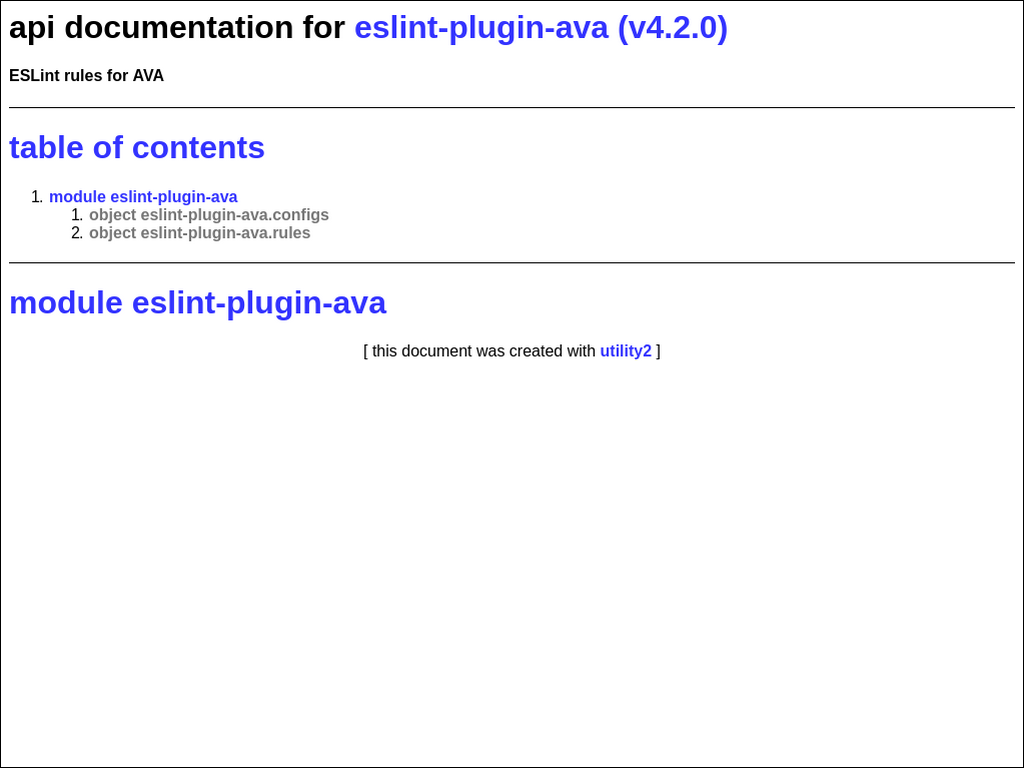 api documentation for eslint-plugin-ava (v4.2.0)
ESLint rules for AVA
table of contents
1. module eslint-plugin-ava
1. object eslint-plugin-ava.configs
2. object eslint-plugin-ava.rules
module eslint-plugin-ava
[ this document was created with utility2 ]